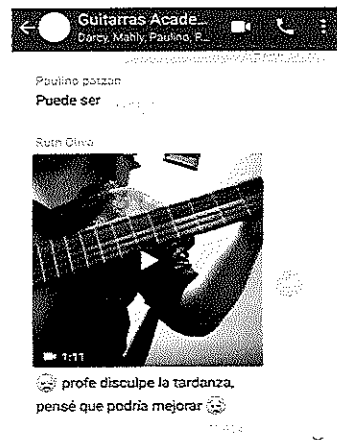 Guitarras Acade...
Darcy, Mahly, Paulino, P...
Paulino patzan
Puede ser
Ruth Oliva
1:11
profe disculpe la tardanza,
pensé que podría mejorar